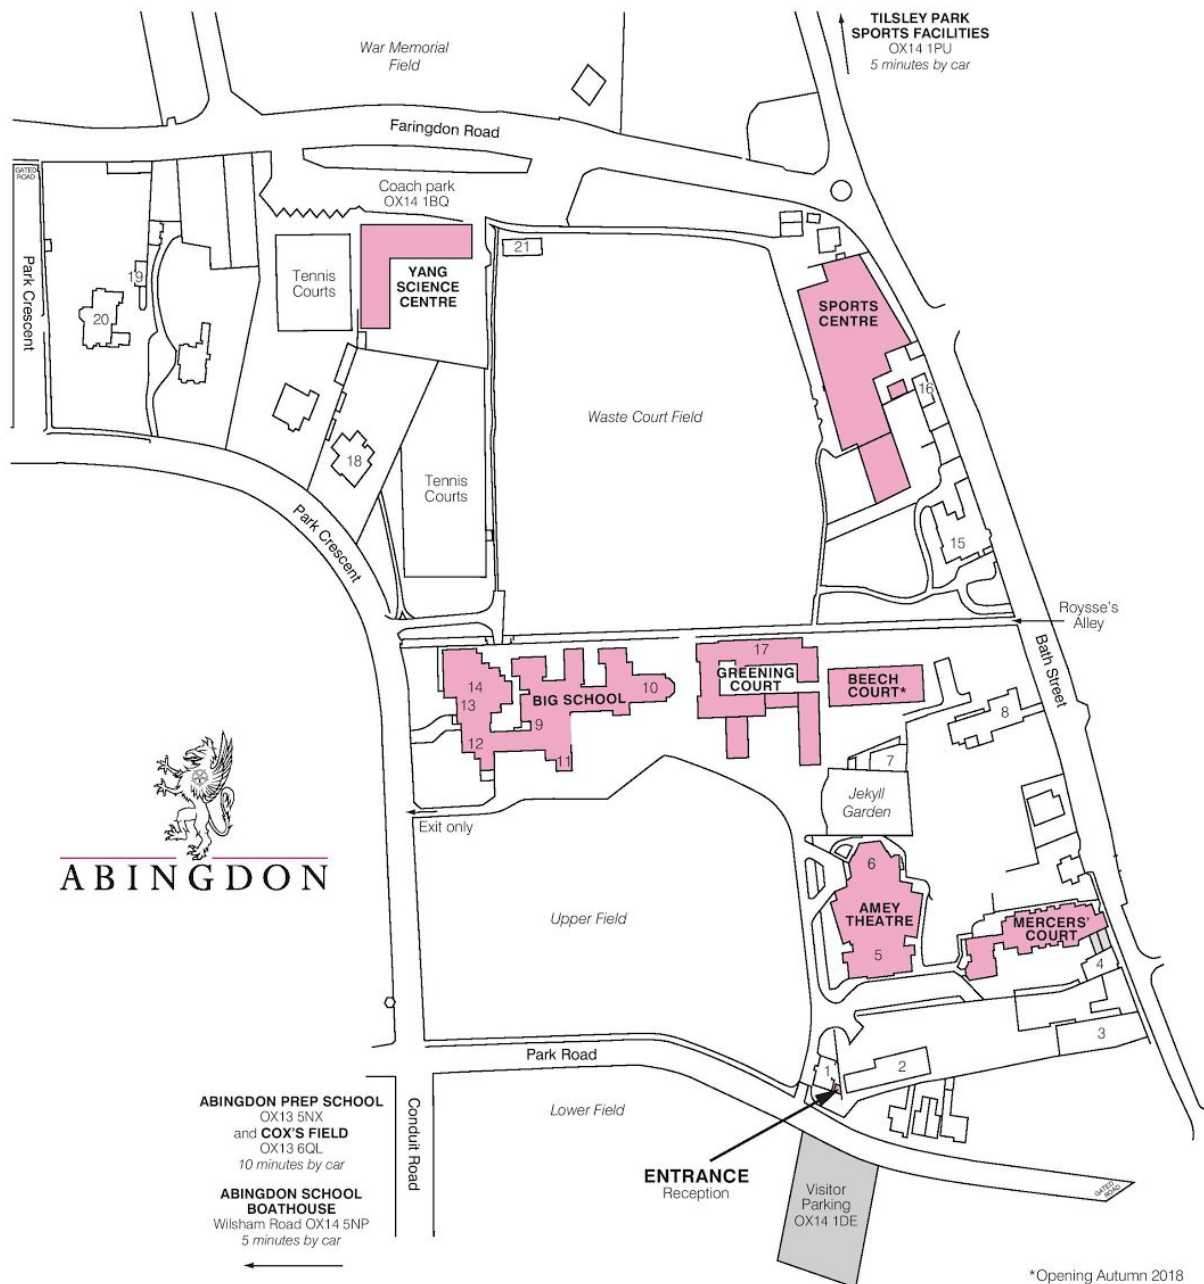 TILSLEY PARK
SPORTS FACILITIES
OX14 1PU
5 minutes by car
War Memorial
Field
Faringdon Road
GATED
ROAD
Coach park
OX14 1BQ
21
Park Crescent
19
20
Tennis
Courts
YANG
SCIENCE
CENTRE
SPORTS
CENTRE
16
Waste Court Field
18
Tennis
Courts
Park Crescent
15
Roysse's
Alley
Bath Street
14
13
12
BIG SCHOOL
9
10
11
17
GREENING
COURT
BEECH
COURT*
8
7
Jekyll
Garden
Exit only
ABINGDON
6
AMEY
THEATRE
5
Upper Field
MERCERS'
COURT
4
3
Park Road
1
2
Lower Field
Conduit Road
ABINGDON PREP SCHOOL
OX13 5NX
and COX'S FIELD
OX13 6QL
10 minutes by car
ABINGDON SCHOOL
BOATHOUSE
Wilsham Road OX14 5NP
5 minutes by car
ENTRANCE
Reception
Visitor
Parking
OX14 1DE
GATED
ROAD
*Opening Autumn 2018